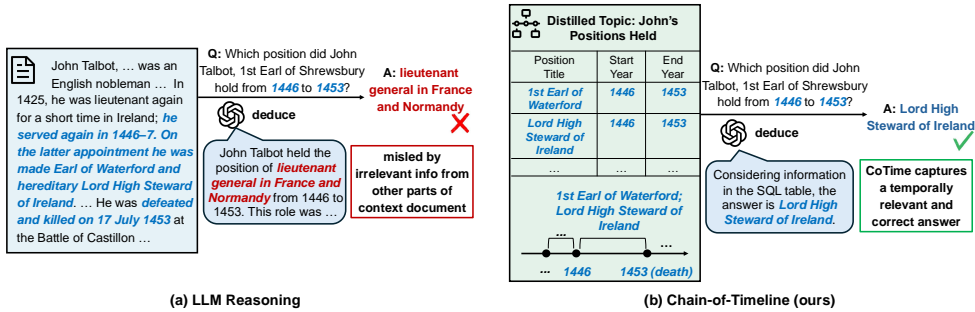 John Talbot, … was an
English nobleman … In
1425, he was lieutenant again
for a short time in Ireland; he
served again in 1446–7. On
the latter appointment he was
made Earl of Waterford and
hereditary Lord High Steward
of Ireland. … He was defeated
and killed on 17 July 1453 at
the Battle of Castillon …
Q: Which position did John
Talbot, 1st Earl of Shrewsbury
hold from 1446 to 1453?
deduce
John Talbot held the
position of lieutenant
general in France and
Normandy from 1446 to
1453. This role was …
A: lieutenant
general in France
and Normandy
misled by
irrelevant info from
other parts of
context document
(a) LLM Reasoning
Distilled Topic: John's
Positions Held
Position
Title
Start
Year
End
Year
1st Earl of
Waterford
1446
1453
Lord High
Steward of
Ireland
1446
1453
…
…
…
1st Earl of Waterford;
Lord High Steward of
Ireland
...
…
... 1446 1453 (death)
Q: Which position did John
Talbot, 1st Earl of Shrewsbury
hold from 1446 to 1453?
deduce
Considering information
in the SQL table, the
answer is Lord High
Steward of Ireland.
A: Lord High
Steward of Ireland
CoTime captures
a temporally
relevant and
correct answer
(b) Chain-of-Timeline (ours)